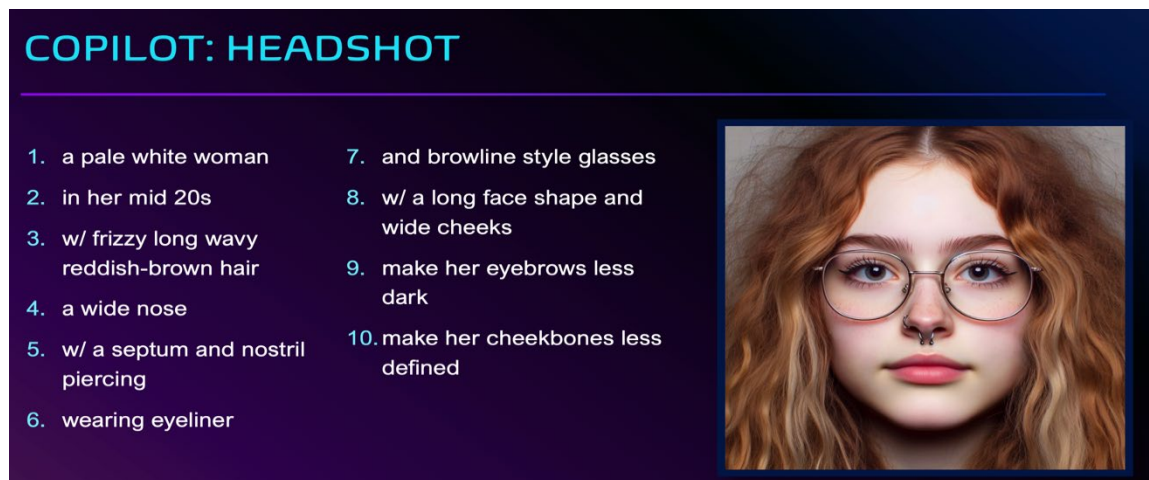 COPILOT: HEADSHOT
1. a pale white woman
2. in her mid 20s
3. w/ frizzy long wavy
reddish-brown hair
4. a wide nose
5. w/ a septum and nostril
piercing
6. wearing eyeliner
7. and browline style glasses
8. w/ a long face shape and
wide cheeks
9. make her eyebrows less
dark
10. make her cheekbones less
defined